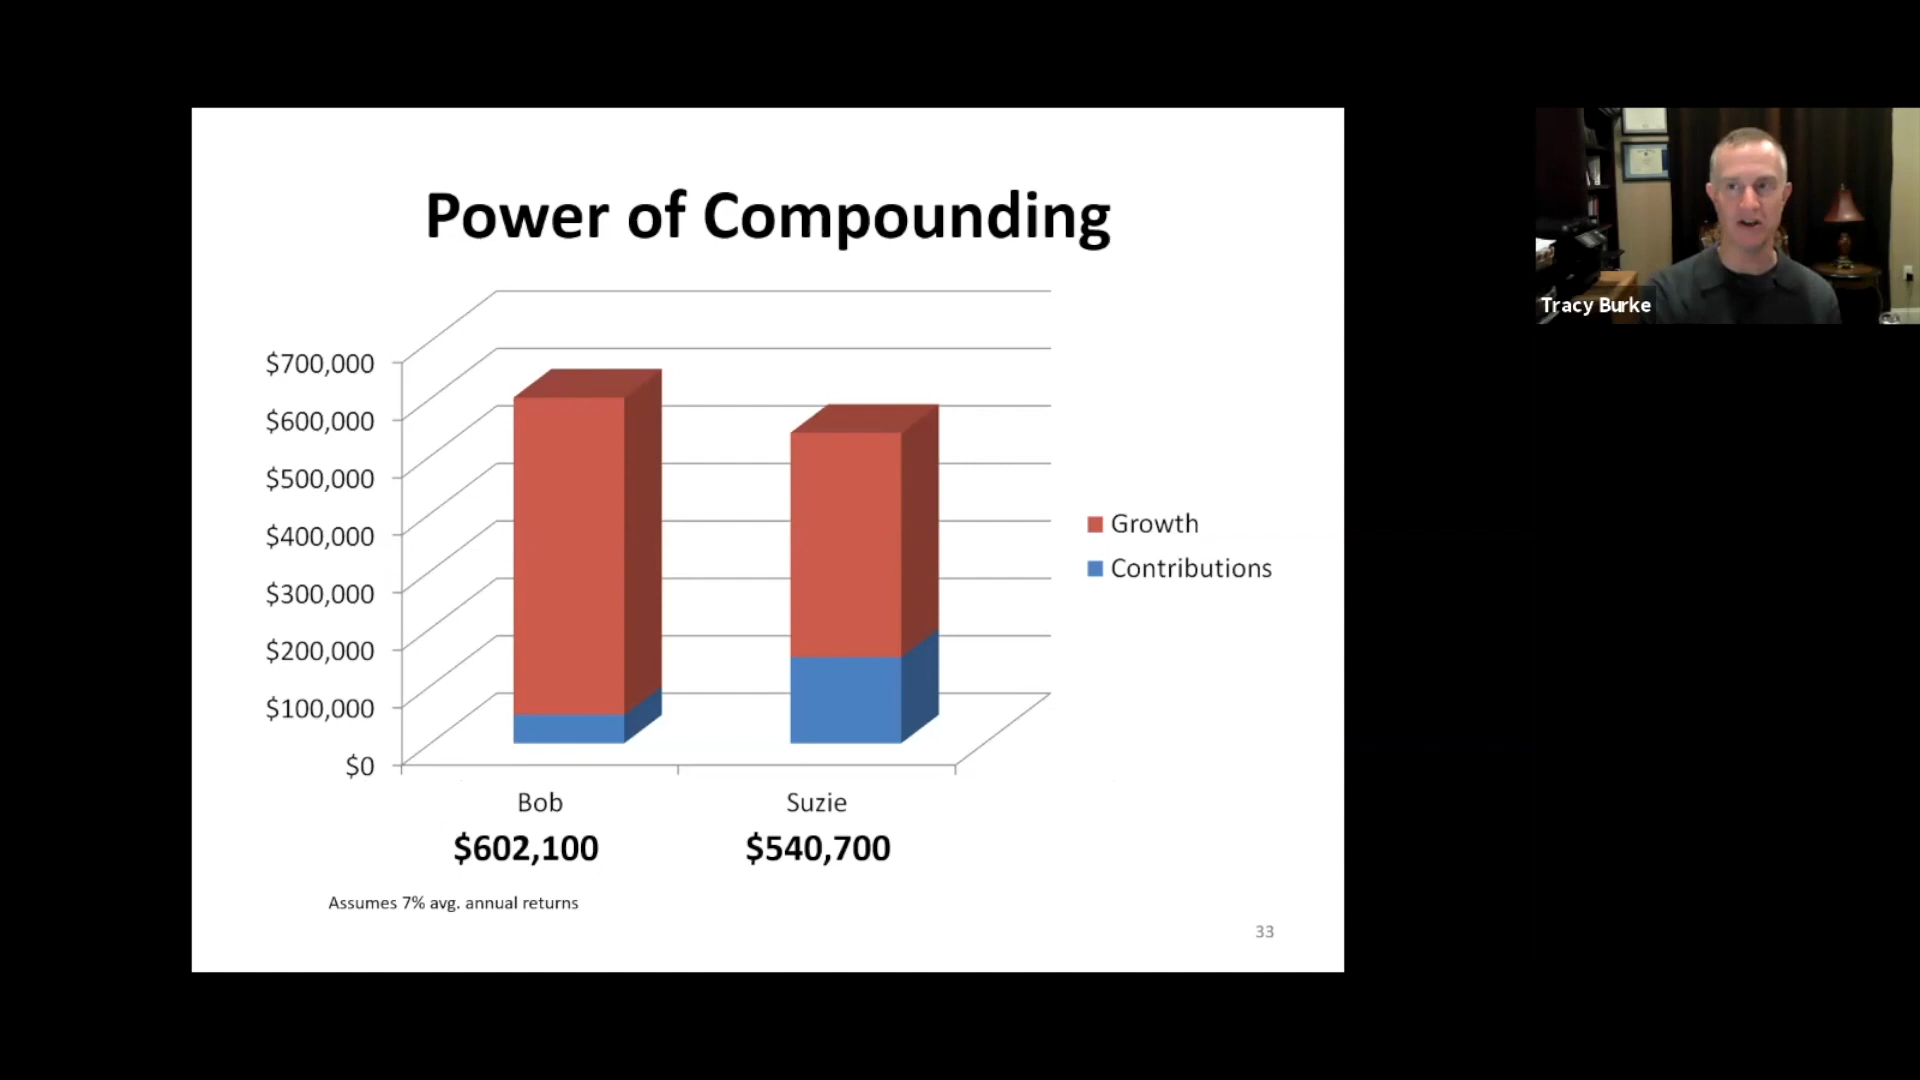 Power of Compounding
$700,000
$600,000
$500,000
$400,000
$300,000
$200,000
$100,000
$0
Growth
Contributions
Bob
Suzie
$602,100
$540,700
Assumes 7% avg. annual returns
33
Tracy Burke